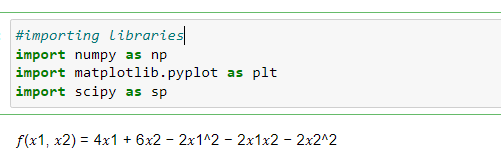 #importing libraries
import numpy as np
import matplotlib.pyplot as plt
import scipy as sp
f(x1, x2) = 4x1 + 6x2 − 2x1^2 − 2x1x2 − 2x2^2